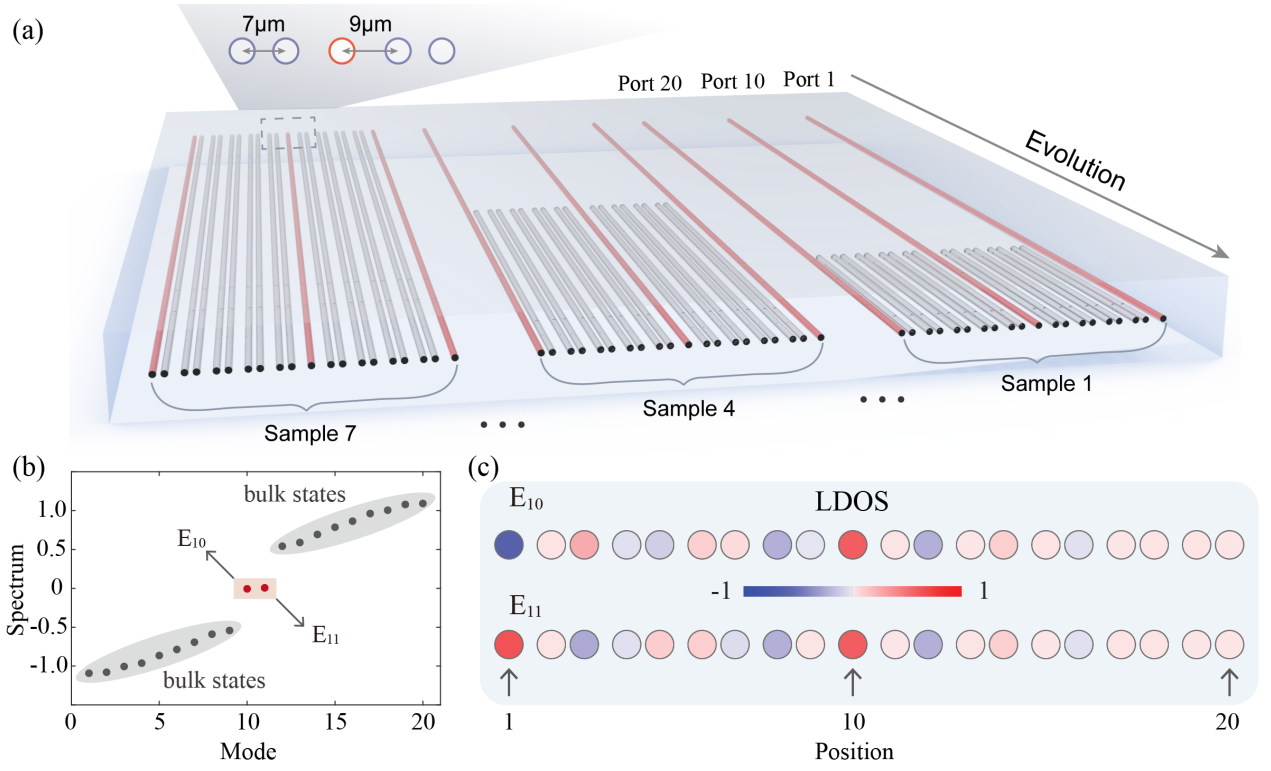 (a)
7μm 9μm
Port 20 Port 10 Port 1
Evolution
Sample 7
Sample 4
Sample 1
(b)
bulk states
E₁₀
E₁₁
bulk states
1.0
0.5
0
-0.5
-1.0
Spectrum
0 5 10 15 20
Mode
(c)
E₁₀
LDOS
-1 1
E₁₁
1 10 20
Position